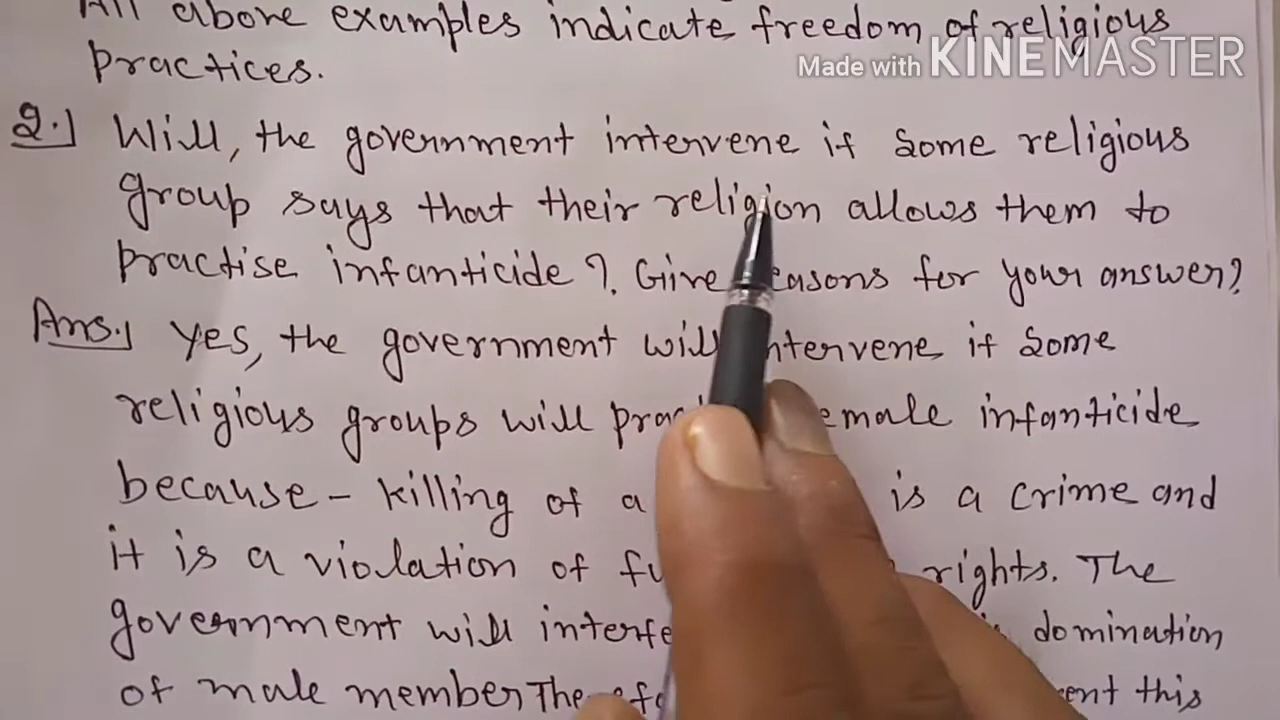 All above examples indicate freedom of religious
Made with KINEMASTER
practices.
2. Will, the government intervene if some religious
group says that their religion allows them to
practise infanticide ? Give reasons for your answer?
Ans. Yes, the government will intervene if some
religious groups will female infanticide
because - killing of a is a crime and
it is a violation of rights. The
government will domination
of male member The this